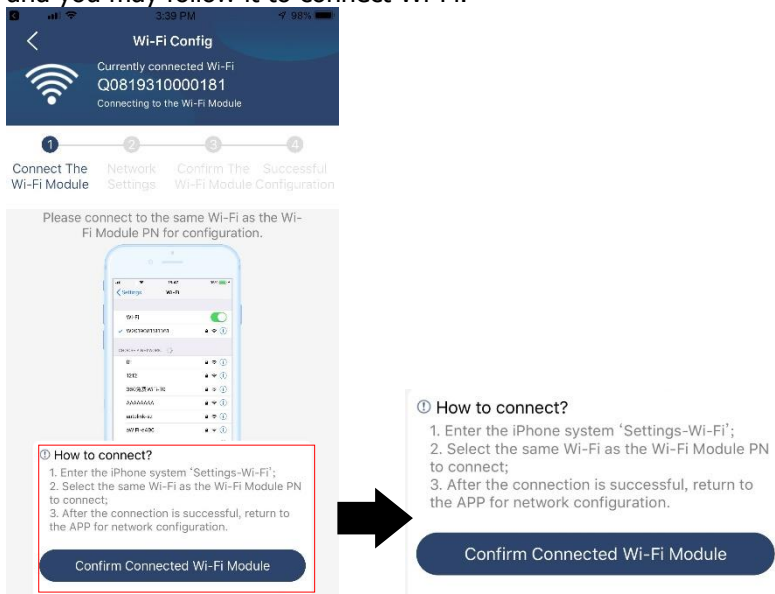 and you may follow it to connect Wi-Fi.
3:39 PM
98%
Wi-Fi Config
Currently connected Wi-Fi
Q0819310000181
Connecting to the Wi-Fi Module
1
2
3
4
Connect The
Wi-Fi Module
Network
Settings
Confirm The
Wi-Fi Module
Successful
Configuration
Please connect to the same Wi-Fi as the Wi-
Fi Module PN for configuration.
Settings
Wi-Fi
Wi-Fi
1212
ⓘ How to connect?
1. Enter the iPhone system ‘Settings-Wi-Fi’;
2. Select the same Wi-Fi as the Wi-Fi Module PN
to connect;
3. After the connection is successful, return to
the APP for network configuration.
Confirm Connected Wi-Fi Module
ⓘ How to connect?
1. Enter the iPhone system ‘Settings-Wi-Fi’;
2. Select the same Wi-Fi as the Wi-Fi Module PN
to connect;
3. After the connection is successful, return to
the APP for network configuration.
Confirm Connected Wi-Fi Module